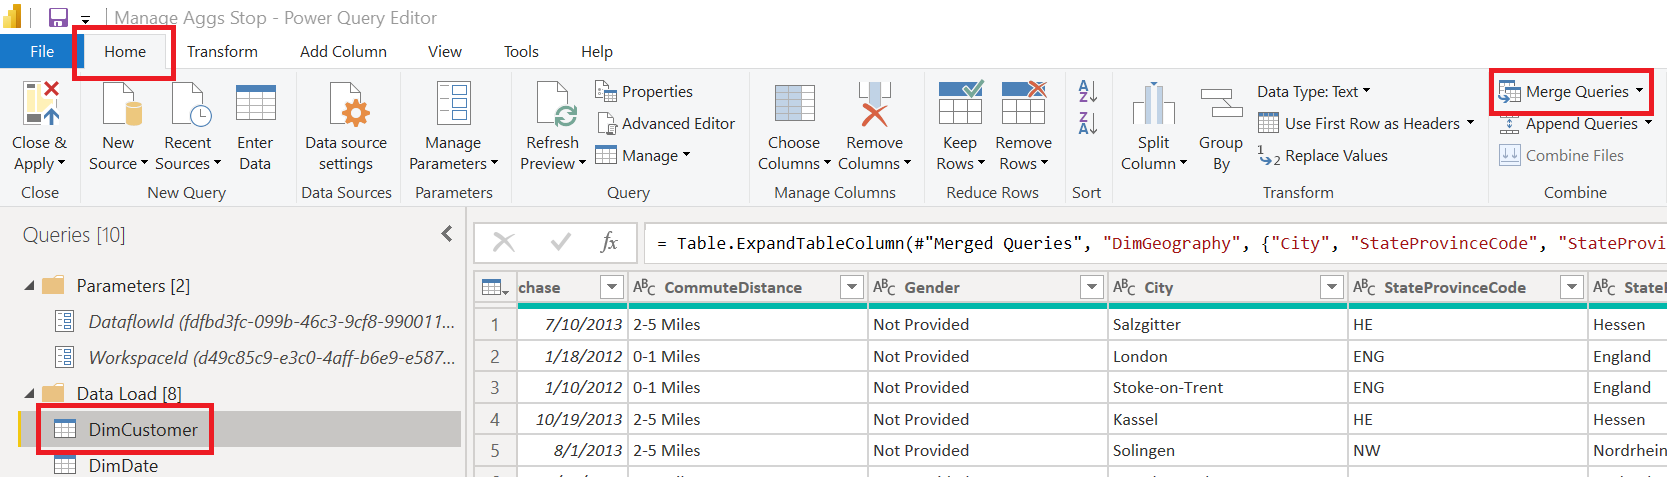 Manage Aggs Stop - Power Query Editor
File Home Transform Add Column View Tools Help
Close & Apply
New Source
Recent Sources
Enter Data
Data source settings
Manage Parameters
Refresh Preview
Properties
Advanced Editor
Manage
Choose Columns
Remove Columns
Keep Rows
Remove Rows
Split Column
Group By
Data Type: Text
Use First Row as Headers
Replace Values
Merge Queries
Append Queries
Combine Files
Close New Query Data Sources Parameters Query Manage Columns Reduce Rows Sort Transform Combine
Queries [10]
Parameters [2]
DataflowId (fdfbd3fc-099b-46c3-9cf8-990011...
WorkspaceId (d49c85c9-e3c0-4aff-b6e9-e587...
Data Load [8]
DimCustomer
DimDate
fx = Table.ExpandTableColumn(#"Merged Queries", "DimGeography", {"City", "StateProvinceCode", "StateProvi
chase CommuteDistance Gender City StateProvinceCode StateP
1 7/10/2013 2-5 Miles Not Provided Salzgitter HE Hessen
2 1/18/2012 0-1 Miles Not Provided London ENG England
3 1/10/2012 0-1 Miles Not Provided Stoke-on-Trent ENG England
4 10/19/2013 2-5 Miles Not Provided Kassel HE Hessen
5 8/1/2013 2-5 Miles Not Provided Solingen NW Nordrhein